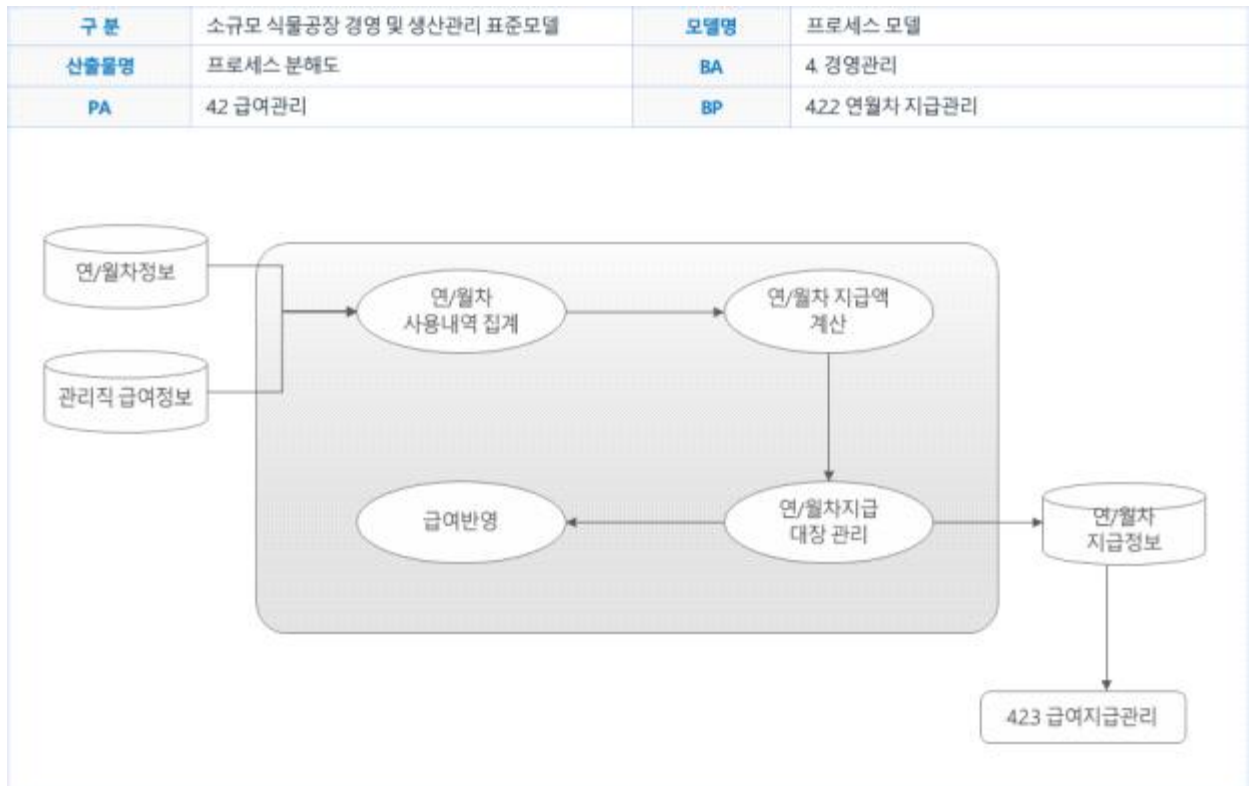 구 분 소규모 식물공장 경영 및 생산관리 표준모델 모델명 프로세스 모델
산출물명 프로세스 분해도 BA 4. 경영관리
PA 4.2 급여관리 BP 4.2.2 연월차 지급관리
연/월차정보
관리직 급여정보
연/월차
사용내역 집계
연/월차 지급액
계산
급여반영
연/월차지급
대장 관리
연/월차
지급정보
4.2.3 급여지급관리